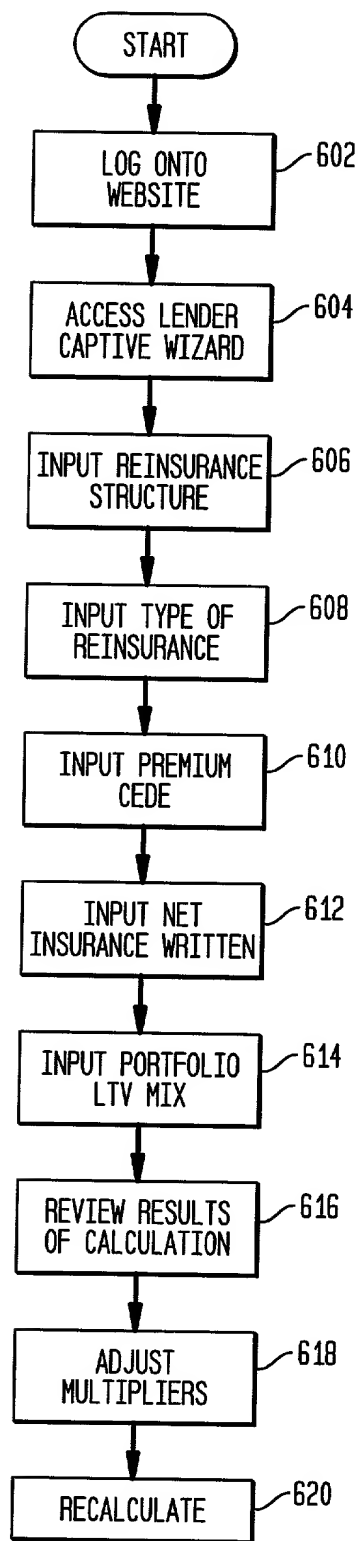 START
LOG ONTO
WEBSITE
602
ACCESS LENDER
CAPTIVE WIZARD
604
INPUT REINSURANCE
STRUCTURE
606
INPUT TYPE OF
REINSURANCE
608
INPUT PREMIUM
CEDE
610
INPUT NET
INSURANCE WRITTEN
612
INPUT PORTFOLIO
LTV MIX
614
REVIEW RESULTS
OF CALCULATION
616
ADJUST
MULTIPLIERS
618
RECALCULATE
620